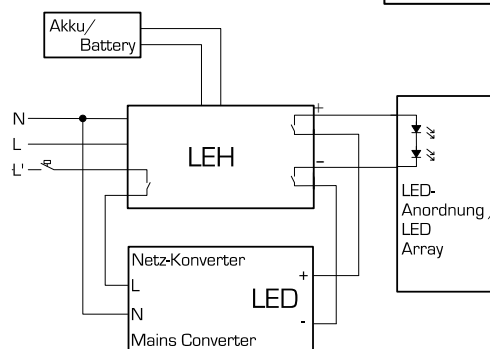 Akku/
Battery
N
L
L'
LEH
+
-
LED-
Anordnung/
LED
Array
Netz-Konverter
L
N
LED
+
-
Mains Converter